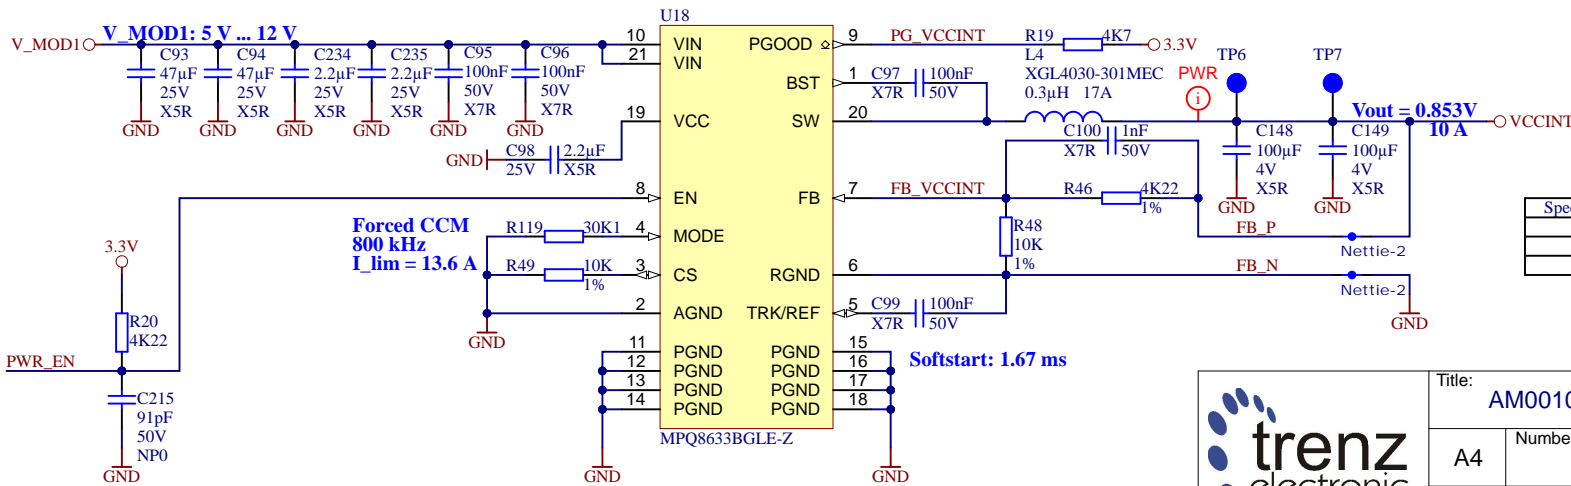 U18
V_MOD1
V_MOD1: 5 V ... 12 V
C93
47µF
25V
X5R
GND
C94
47µF
25V
X5R
GND
C234
2.2µF
25V
X5R
GND
C235
2.2µF
25V
X5R
GND
C95
100nF
50V
X7R
GND
C96
100nF
50V
X7R
GND
10 VIN
21 VIN
19 VCC
GND
C98 2.2µF
25V X5R
8 EN
4 MODE
3 CS
2 AGND
11 PGND
12 PGND
13 PGND
14 PGND
PGOOD 9
BST 1
SW 20
FB 7
RGND 6
TRK/REF 5
PGND 15
PGND 16
PGND 17
PGND 18
MPQ8633BGLE-Z
PG_VCCINT
R19 4K7
3.3V
L4
XGL4030-301MEC
0.3µH 17A
C97 100nF
X7R 50V
PWR
i
TP6
TP7
Vout = 0.853V
10 A
VCCINT
C100 1nF
X7R 50V
C148
100µF
4V
X5R
GND
C149
100µF
4V
X5R
GND
FB_VCCINT
R46 4K22
1%
R48
10K
1%
FB_P
Nettie-2
FB_N
Nettie-2
GND
C99 100nF
X7R 50V
Softstart: 1.67 ms
Forced CCM
800 kHz
I_lim = 13.6 A
R119 30K1
R49 10K
1%
GND
3.3V
R20
4K22
PWR_EN
C215
91pF
50V
NP0
GND
GND
GND
Spe
trenz
electronic
Title:
AM0010
A4
Numbe